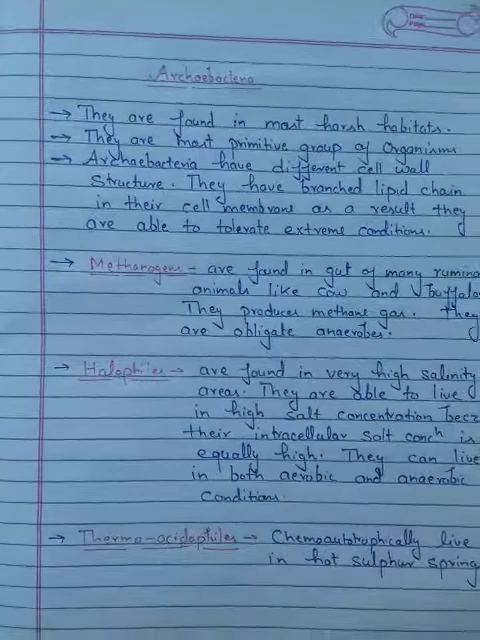 Archaebacteria
→ They are found in most harsh habitats.
→ They are most primitive group of Organisms
→ Archaebacteria have different cell wall
structure. They have branched lipid chain
in their cell membrane as a result they
are able to tolerate extreme conditions.
→ Methanogens - are found in gut of many rumina
animals like cow and buffalo
They produces methane gas. They
are obligate anaerobes.
→ Halophiles → are found in very high salinity
areas. They are able to live
in high salt concentration becz
their intracellular salt concn is
equally high. They can live
in both aerobic and anaerobic
conditions.
→ Thermo-acidophiles → Chemoautotrophically live
in hot sulphur spring